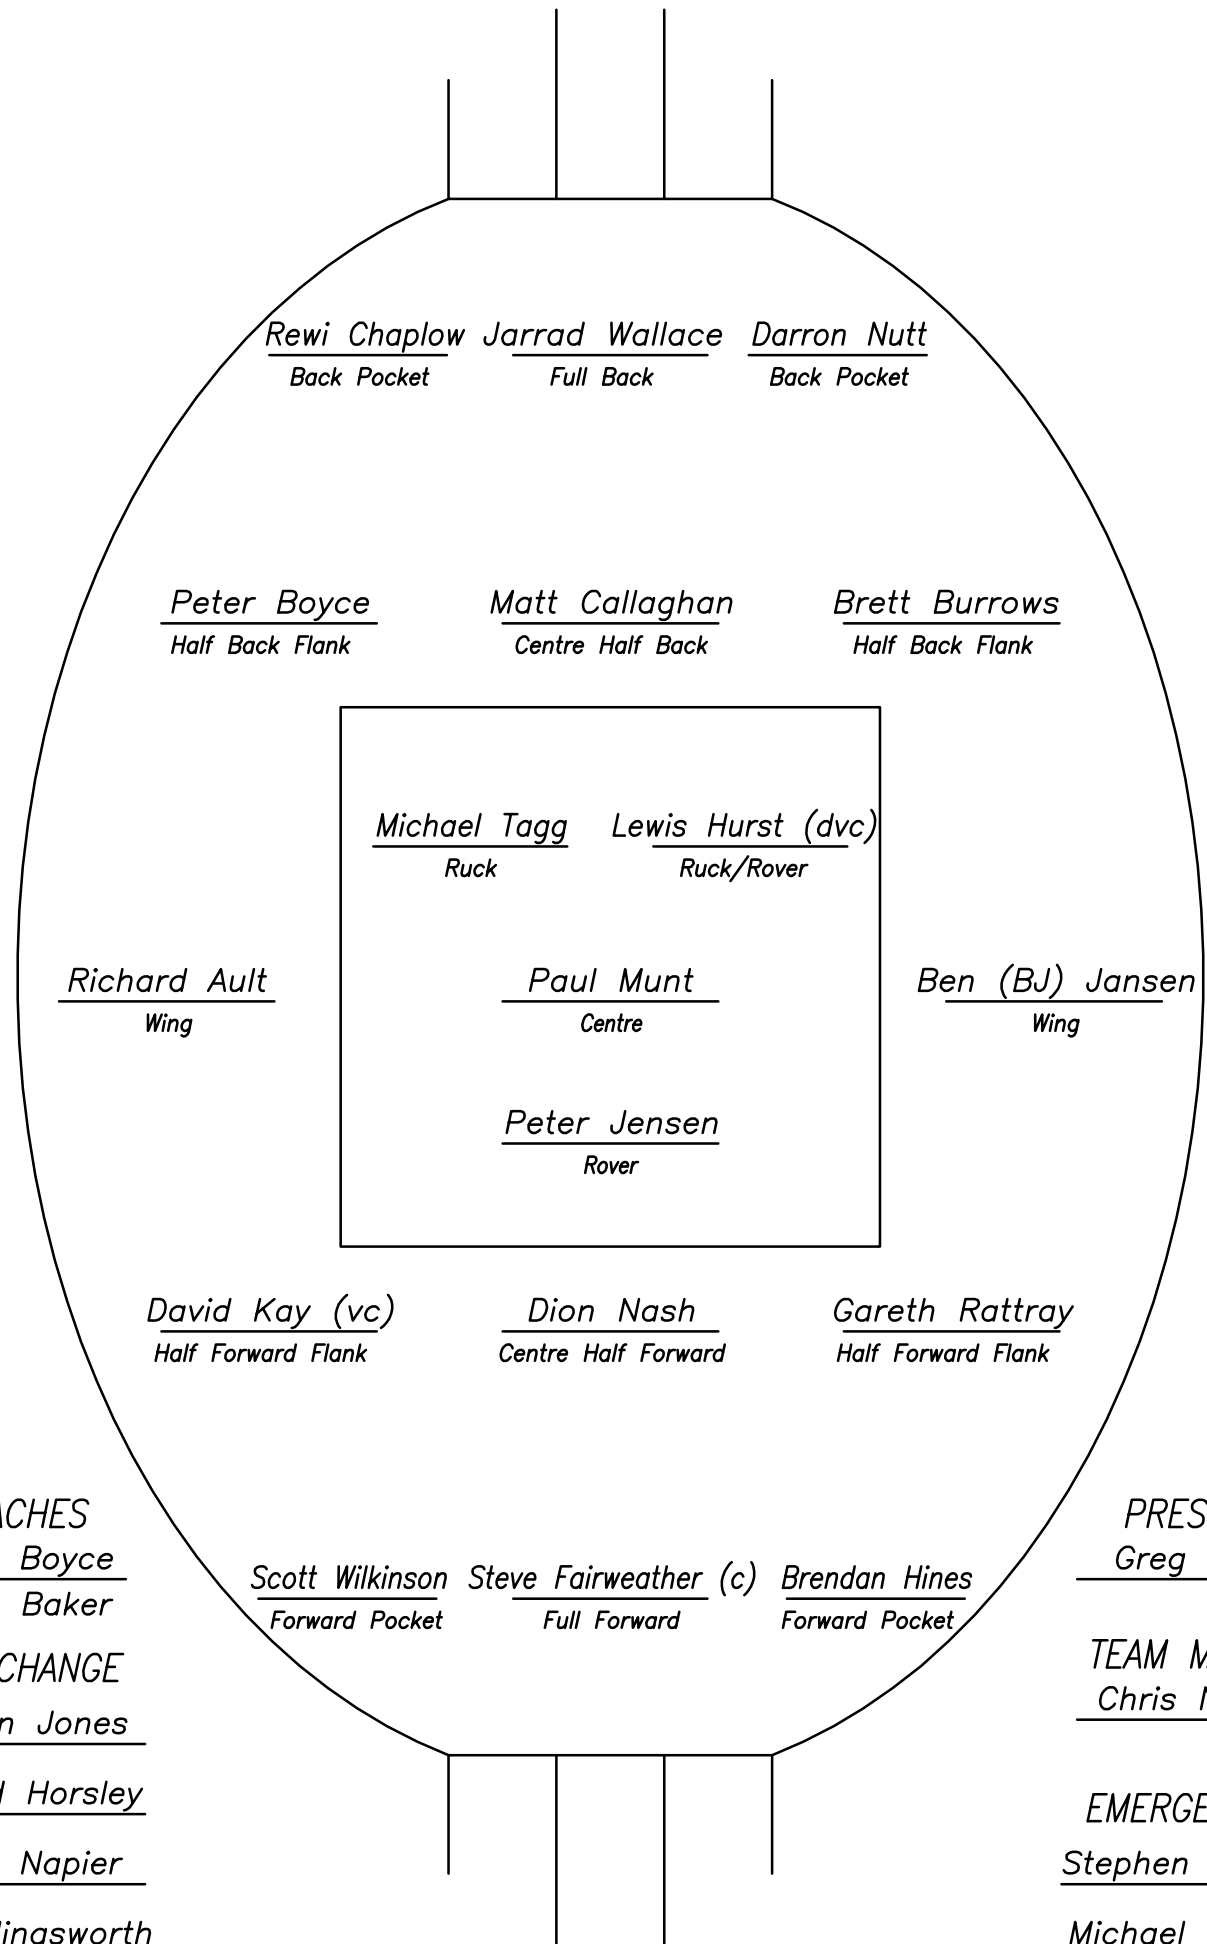 Rewi Chaplow Jarrad Wallace Darron Nutt
Back Pocket Full Back Back Pocket
Peter Boyce Matt Callaghan Brett Burrows
Half Back Flank Centre Half Back Half Back Flank
Michael Tagg Lewis Hurst (dvc)
Ruck Ruck/Rover
Richard Ault Paul Munt Ben (BJ) Jansen
Wing Centre Wing
Peter Jensen
Rover
David Kay (vc) Dion Nash Gareth Rattray
Half Forward Flank Centre Half Forward Half Forward Flank
Scott Wilkinson Steve Fairweather (c) Brendan Hines
Forward Pocket Full Forward Forward Pocket
Boyce
Baker
Jones
Horsley
Napier
Greg
TEAM
Chris
Stephen
Michael